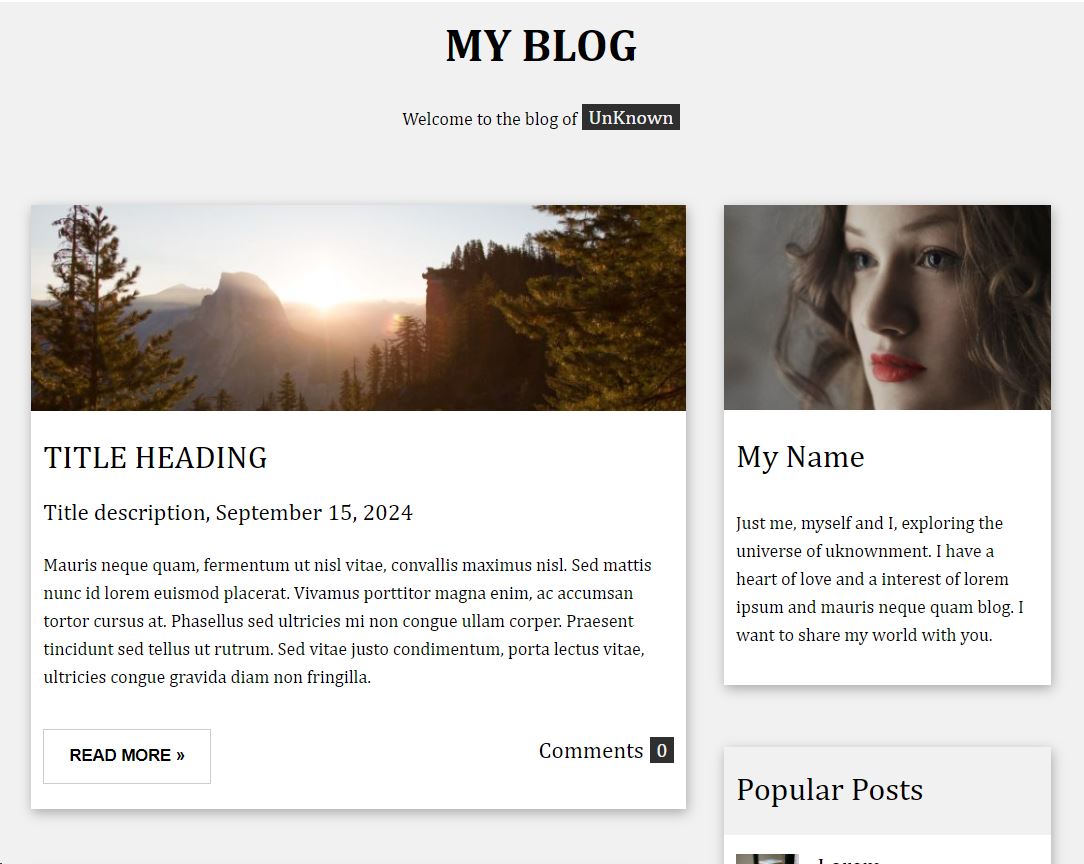 MY BLOG
Welcome to the blog of UnKnown
TITLE HEADING
Title description, September 15, 2024
Mauris neque quam, fermentum ut nisl vitae, convallis maximus nisl. Sed mattis
nunc id lorem euismod placerat. Vivamus porttitor magna enim, ac accumsan
tortor cursus at. Phasellus sed ultricies mi non congue ullam corper. Praesent
tincidunt sed tellus ut rutrum. Sed vitae justo condimentum, porta lectus vitae,
ultricies congue gravida diam non fringilla.
READ MORE »
Comments 0
My Name
Just me, myself and I, exploring the
universe of uknownment. I have a
heart of love and a interest of lorem
ipsum and mauris neque quam blog. I
want to share my world with you.
Popular Posts
Lorem